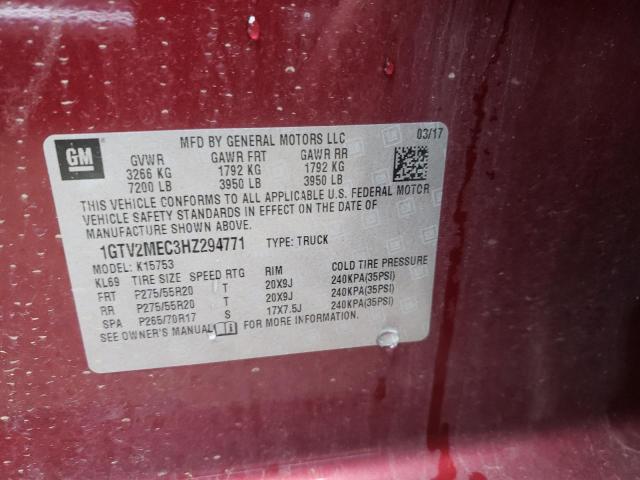 GM
MFD BY GENERAL MOTORS LLC 03/17
GVWR GAWR FRT GAWR RR
3266 KG 1792 KG 1792 KG
7200 LB 3950 LB 3950 LB
THIS VEHICLE CONFORMS TO ALL APPLICABLE U.S. FEDERAL MOTOR
VEHICLE SAFETY STANDARDS IN EFFECT ON THE DATE OF
MANUFACTURE SHOWN ABOVE.
1GTV2MEC3HZ294771 TYPE: TRUCK
MODEL: K15753
KL69 TIRE SIZE SPEED RTG RIM COLD TIRE PRESSURE
FRT P275/55R20 T 20X9J 240KPA(35PSI)
RR P275/55R20 T 20X9J 240KPA(35PSI)
SPA P265/70R17 S 17X7.5J 240KPA(35PSI)
SEE OWNER'S MANUAL FOR MORE INFORMATION.